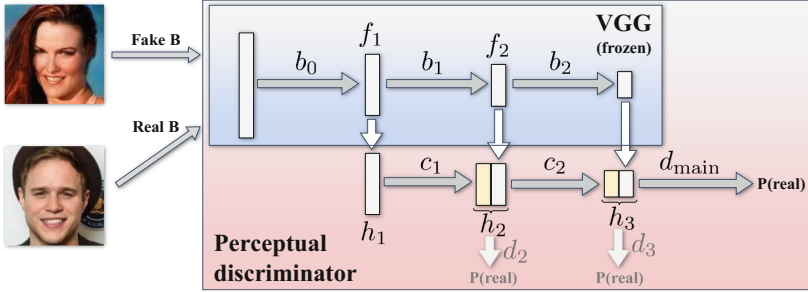 Fake B
Real B
VGG
(frozen)
f₁
f₂
b₀
b₁
b₂
c₁
c₂
d_main
P(real)
h₁
h₂
h₃
d₂
d₃
P(real)
P(real)
Perceptual
discriminator